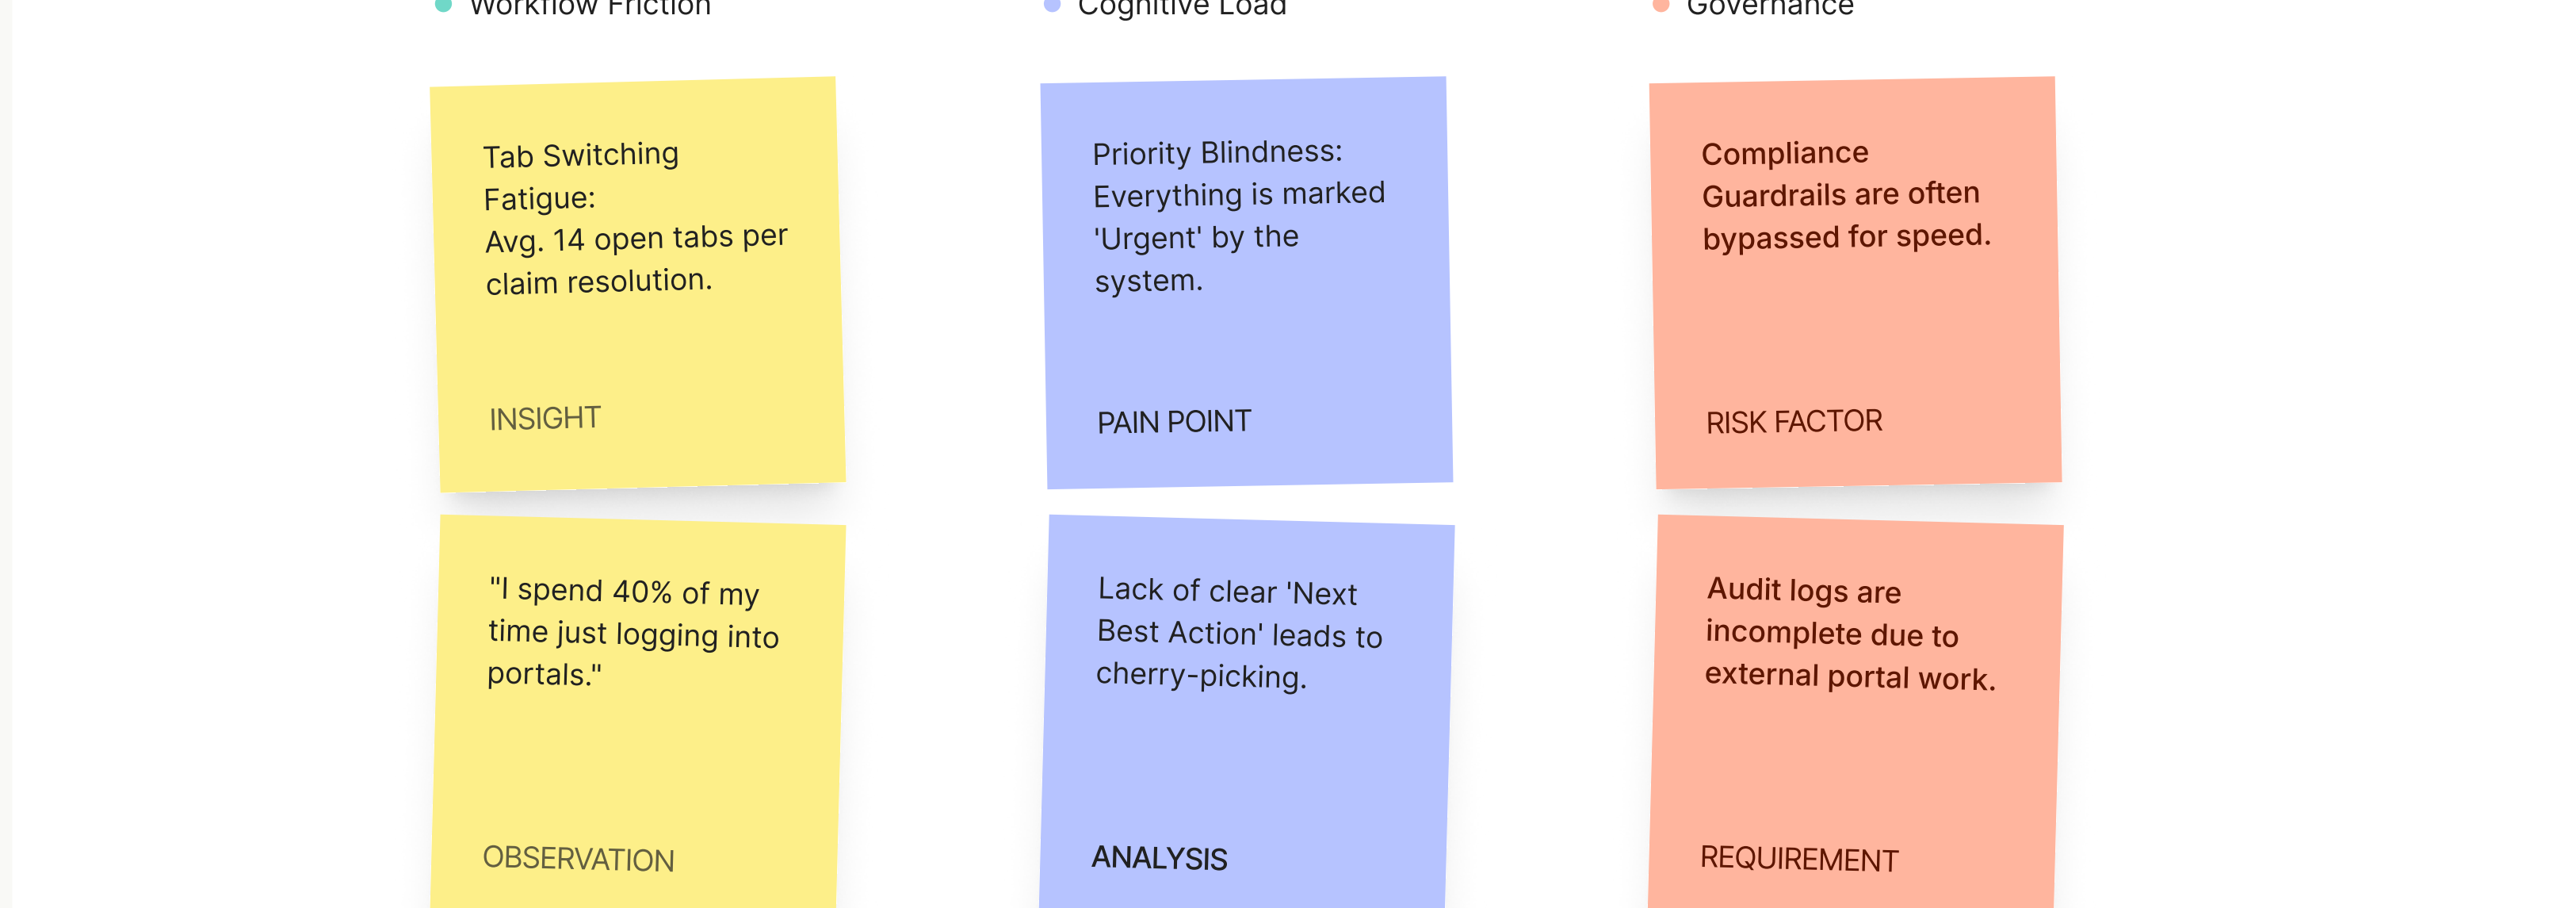 Workflow Friction
Cognitive Load
Governance
Tab Switching
Fatigue:
Avg. 14 open tabs per
claim resolution.
INSIGHT
Priority Blindness:
Everything is marked
'Urgent' by the
system.
PAIN POINT
Compliance
Guardrails are often
bypassed for speed.
RISK FACTOR
"I spend 40% of my
time just logging into
portals."
OBSERVATION
Lack of clear 'Next
Best Action' leads to
cherry-picking.
ANALYSIS
Audit logs are
incomplete due to
external portal work.
REQUIREMENT